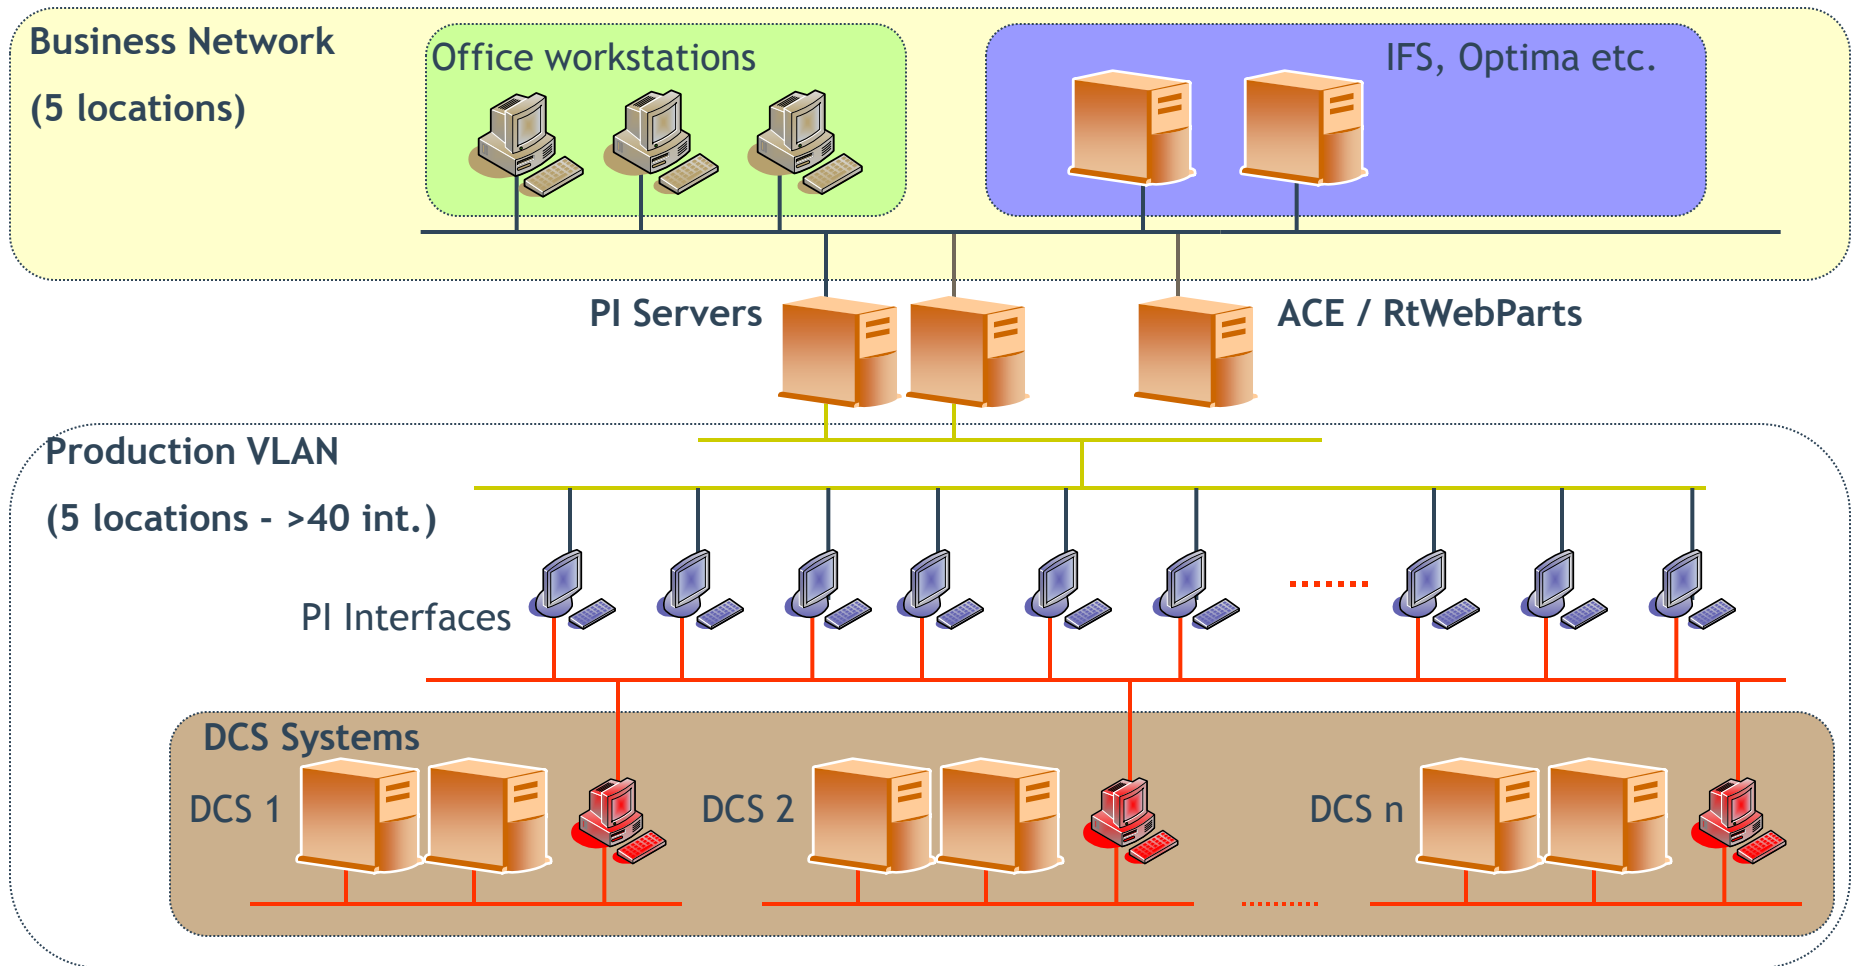 Business Network
(5 locations)
Office workstations
IFS, Optima etc.
PI Servers
ACE / RtWebParts
Production VLAN
(5 locations - >40 int.)
PI Interfaces
DCS Systems
DCS 1
DCS 2
DCS n